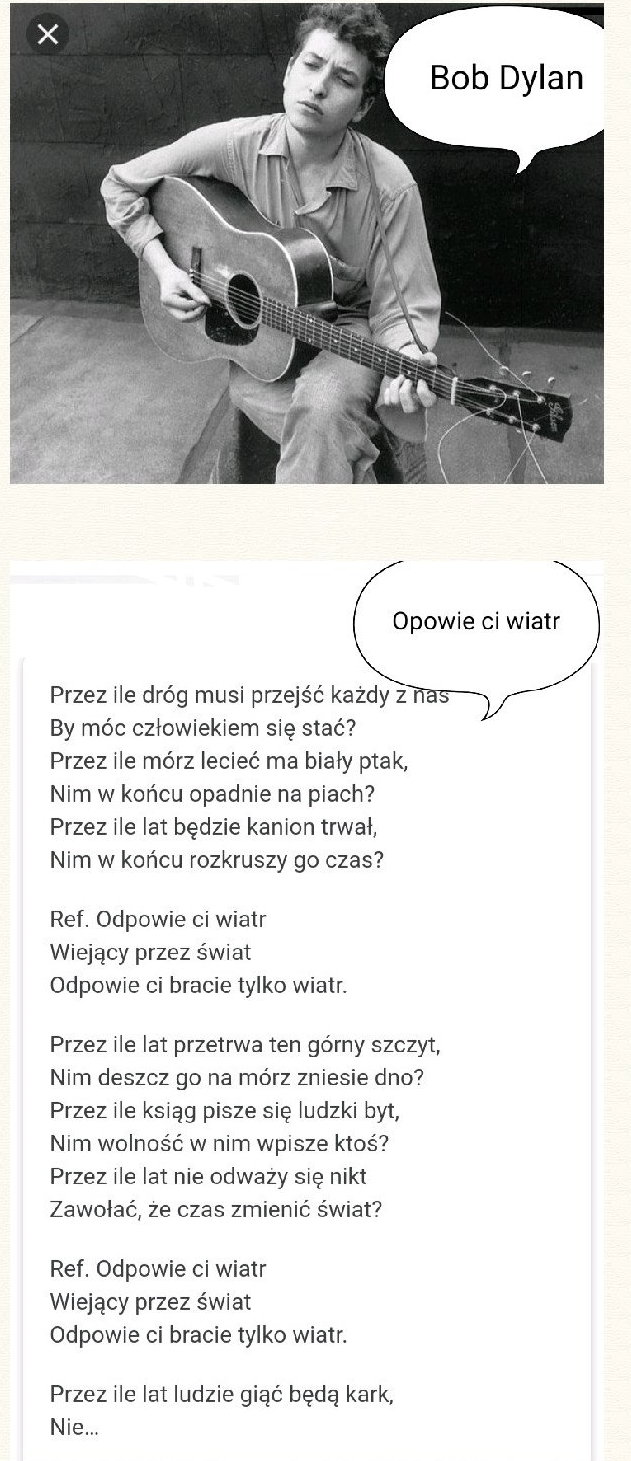 Bob Dylan
Opowie ci wiatr
Przez ile dróg musi przejść każdy z nas
By móc człowiekiem się stać?
Przez ile mórz lecieć ma biały ptak,
Nim w końcu opadnie na piach?
Przez ile lat będzie kanion trwał,
Nim w końcu rozkruszy go czas?
Ref. Odpowie ci wiatr
Wiejący przez świat
Odpowie ci bracie tylko wiatr.
Przez ile lat przetrwa ten górny szczyt,
Nim deszcz go na mórz zniesie dno?
Przez ile ksiąg pisze się ludzki byt,
Nim wolność w nim wpisze ktoś?
Przez ile lat nie odważy się nikt
Zawołać, że czas zmienić świat?
Ref. Odpowie ci wiatr
Wiejący przez świat
Odpowie ci bracie tylko wiatr.
Przez ile lat ludzie giąć będą kark,
Nie...